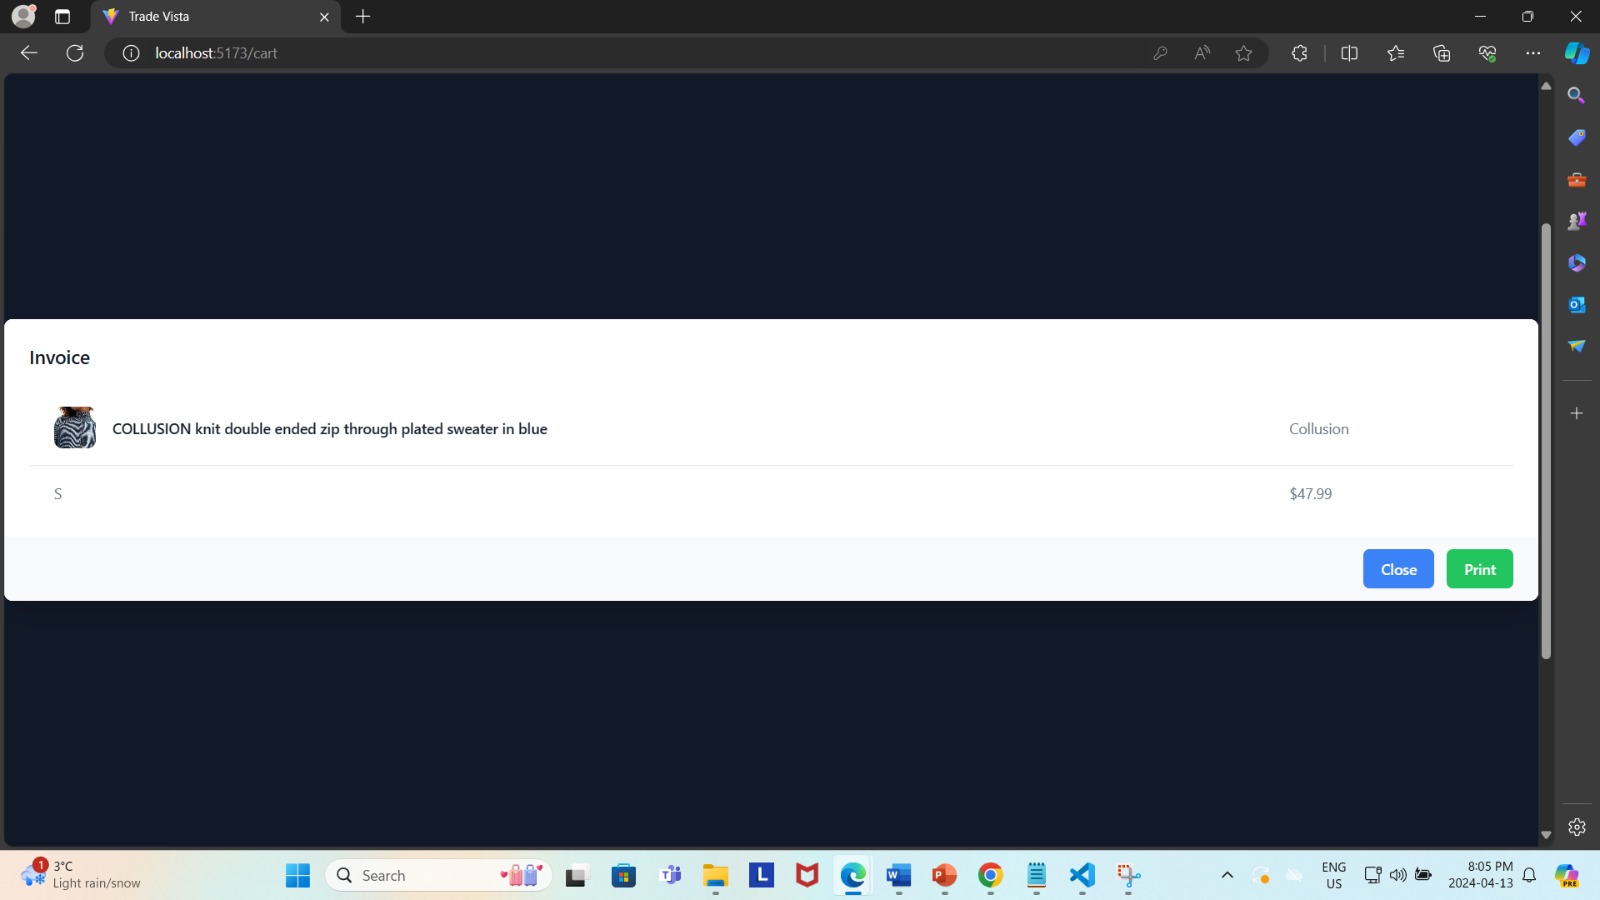 Trade Vista
localhost:5173/cart
Invoice
COLLUSION knit double ended zip through plated sweater in blue
Collusion
S
$47.99
Close
Print
1
3°C
Light rain/snow
Search
L
W
P
ENG
US
8:05 PM
2024-04-13
PRE